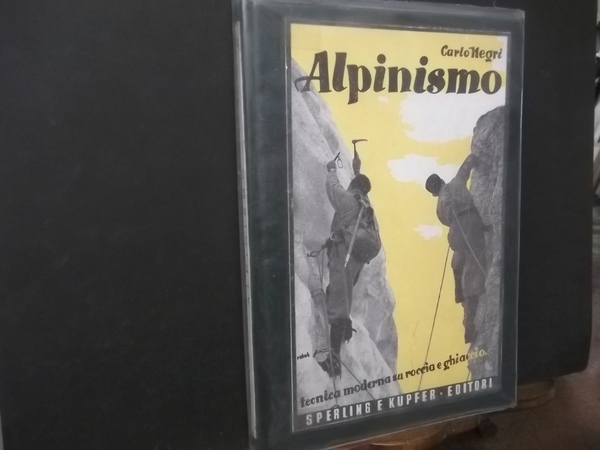 Carlo Negri
Alpinismo
tecnica moderna su roccia e ghiaccio.
SPERLING E KUPFER · EDITORI